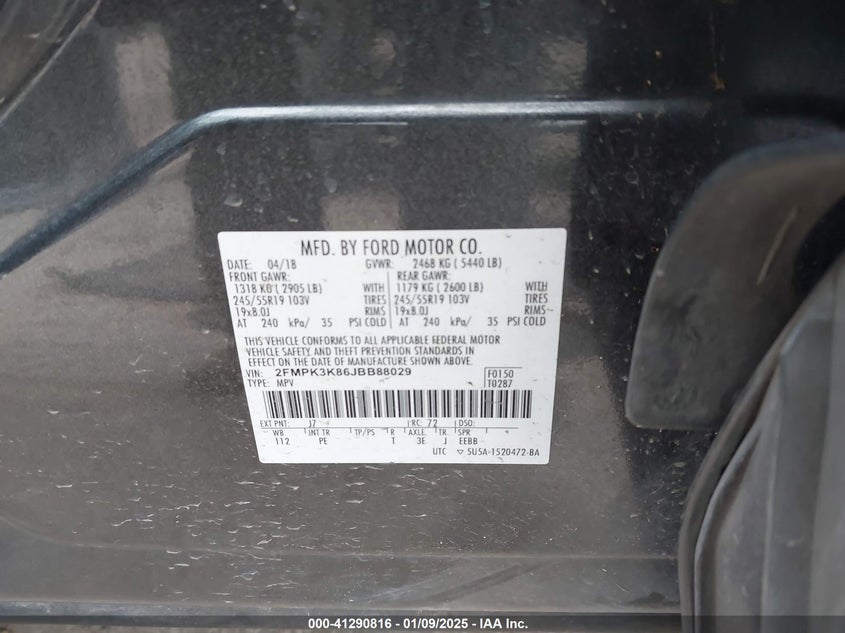 MFD. BY FORD MOTOR CO.
DATE: 04/18 GVWR: 2468 KG ( 5440 LB)
FRONT GAWR: REAR GAWR:
1318 KG ( 2905 LB) WITH 1179 KG ( 2600 LB) WITH
245/55R19 103V TIRES 245/55R19 103V TIRES
19x8.0J RIMS 19x8.0J RIMS
AT 240 kPa/ 35 PSI COLD AT 240 kPa/ 35 PSI COLD
THIS VEHICLE CONFORMS TO ALL APPLICABLE FEDERAL MOTOR
VEHICLE SAFETY, AND THEFT PREVENTION STANDARDS IN
EFFECT ON THE DATE OF MANUFACTURE SHOWN ABOVE.
VIN: 2FMPK3K86JBB88029 F0150
TYPE: MPV T0287
EXT PNT: J7 RC: 72 DSO:
WB INT TR TP/PS R AXLE TR SPR
112 PE T 3E J EEBB
UTC ▽ 5U5A-1520472-BA
000-41290816 - 01/09/2025 - IAAI.COM. INC.